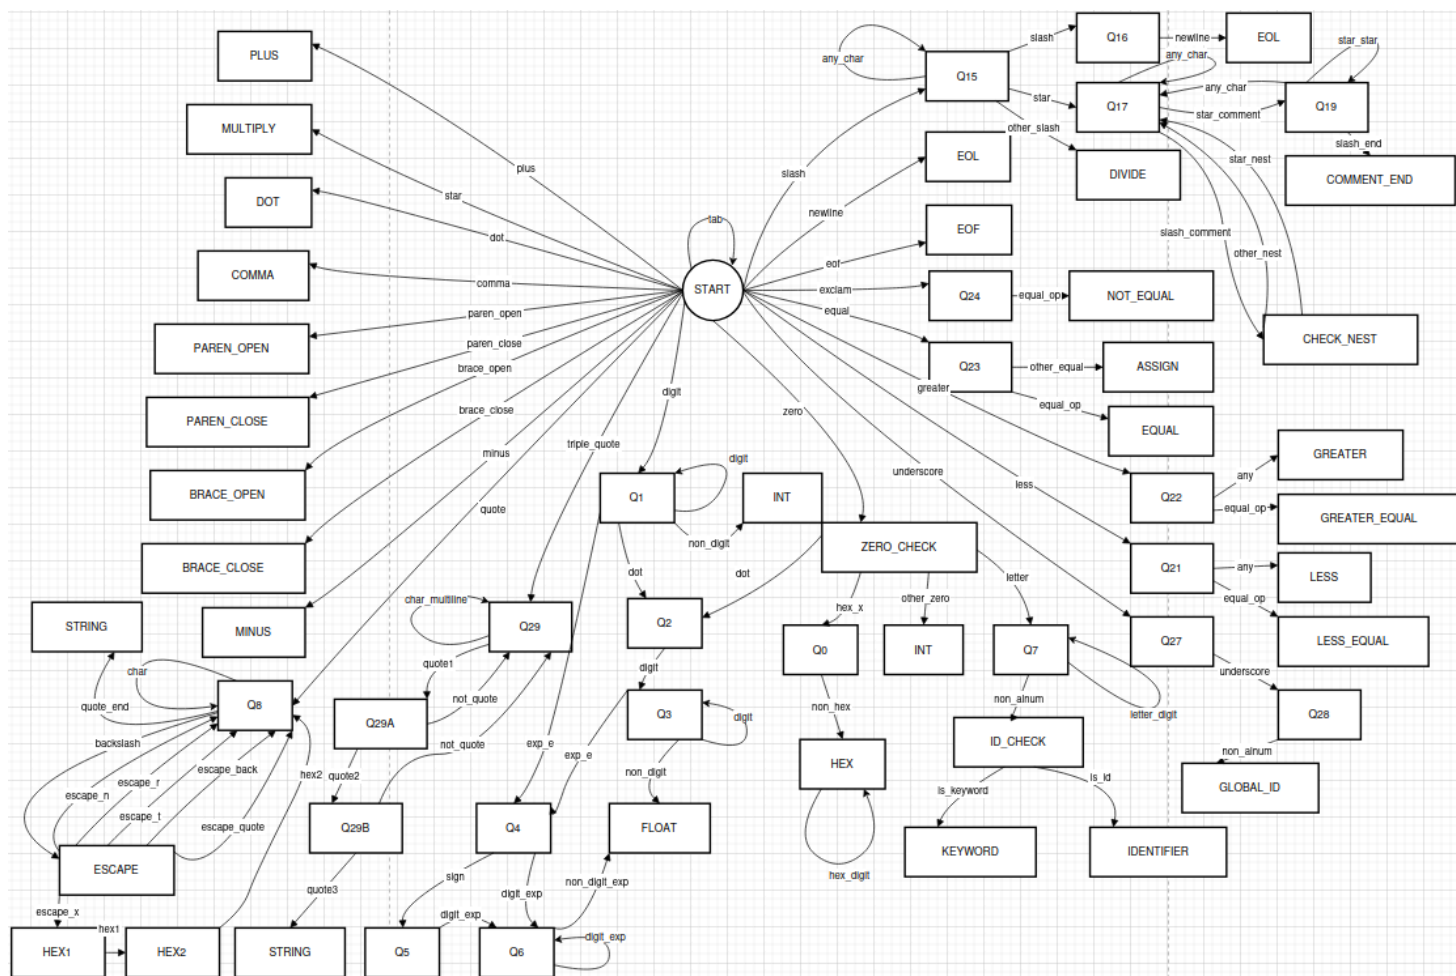 PLUS
MULTIPLY
DOT
COMMA
PAREN_OPEN
PAREN_CLOSE
BRACE_OPEN
BRACE_CLOSE
MINUS
STRING
plus
star
dot
comma
paren_open
paren_close
brace_open
brace_close
minus
quote
triple_quote
digit
zero
tab
START
slash
newline
eof
exclam
equal
greater
less
underscore
any_char
Q15
slash
star
other_slash
Q16
newline
EOL
any_char
Q17
star_comment
any_char
star_star
Q19
slash_end
COMMENT_END
DIVIDE
star_nest
slash_comment
other_nest
CHECK_NEST
EOL
EOF
Q24
equal_op
NOT_EQUAL
Q23
other_equal
ASSIGN
equal_op
EQUAL
Q22
any
GREATER
equal_op
GREATER_EQUAL
Q21
any
LESS
equal_op
LESS_EQUAL
Q27
underscore
Q28
non_alnum
GLOBAL_ID
Q1
digit
non_digit
INT
dot
ZERO_CHECK
dot
hex_x
other_zero
letter
Q2
digit
Q3
digit
exp_e
exp_e
non_digit
FLOAT
Q0
non_hex
HEX
hex_digit
INT
Q7
letter_digit
non_alnum
ID_CHECK
is_keyword
is_id
KEYWORD
IDENTIFIER
char_multiline
Q29
quote1
not_quote
Q29A
not_quote
quote2
Q29B
quote3
STRING
Q4
sign
digit_exp
non_digit_exp
Q5
digit_exp
Q6
digit_exp
char
quote_end
Q8
backslash
escape_n
escape_r
escape_t
escape_back
escape_quote
hex2
ESCAPE
escape_x
HEX1
hex1
HEX2